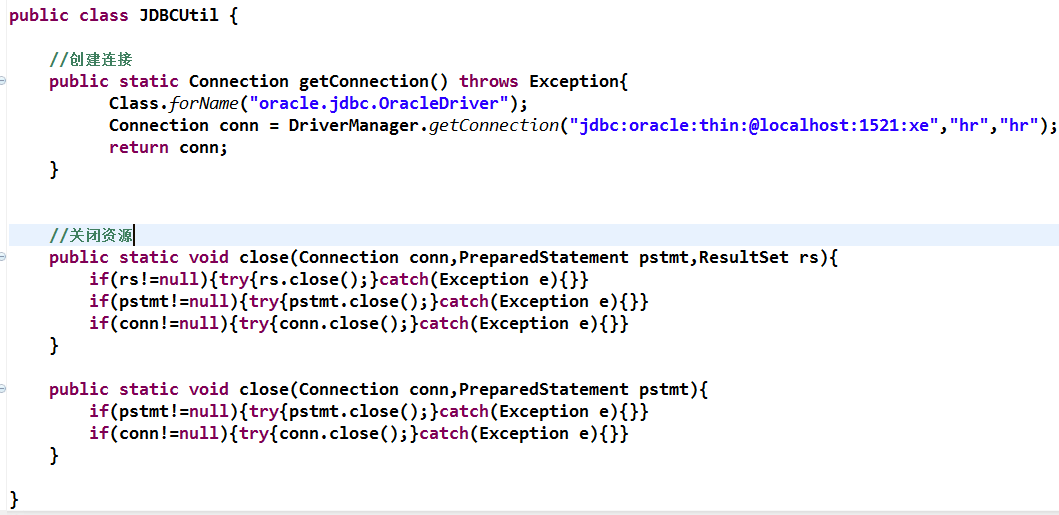 public class JDBCUtil {
//创建连接
public static Connection getConnection() throws Exception{
Class.forName("oracle.jdbc.OracleDriver");
Connection conn = DriverManager.getConnection("jdbc:oracle:thin:@localhost:1521:xe","hr","hr");
return conn;
}
//关闭资源
public static void close(Connection conn,PreparedStatement pstmt,ResultSet rs){
if(rs!=null){try{rs.close();}catch(Exception e){}}
if(pstmt!=null){try{pstmt.close();}catch(Exception e){}}
if(conn!=null){try{conn.close();}catch(Exception e){}}
}
public static void close(Connection conn,PreparedStatement pstmt){
if(pstmt!=null){try{pstmt.close();}catch(Exception e){}}
if(conn!=null){try{conn.close();}catch(Exception e){}}
}
}